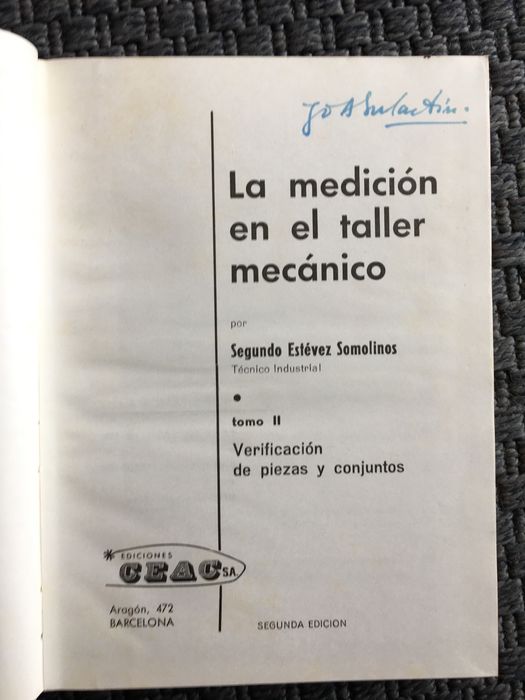 La medición
en el taller
mecánico
por
Segundo Estévez Somolinos
Técnico Industrial
tomo II
Verificación
de piezas y conjuntos
EDICIONES
CEAC S.A.
Aragón, 472
BARCELONA
SEGUNDA EDICION